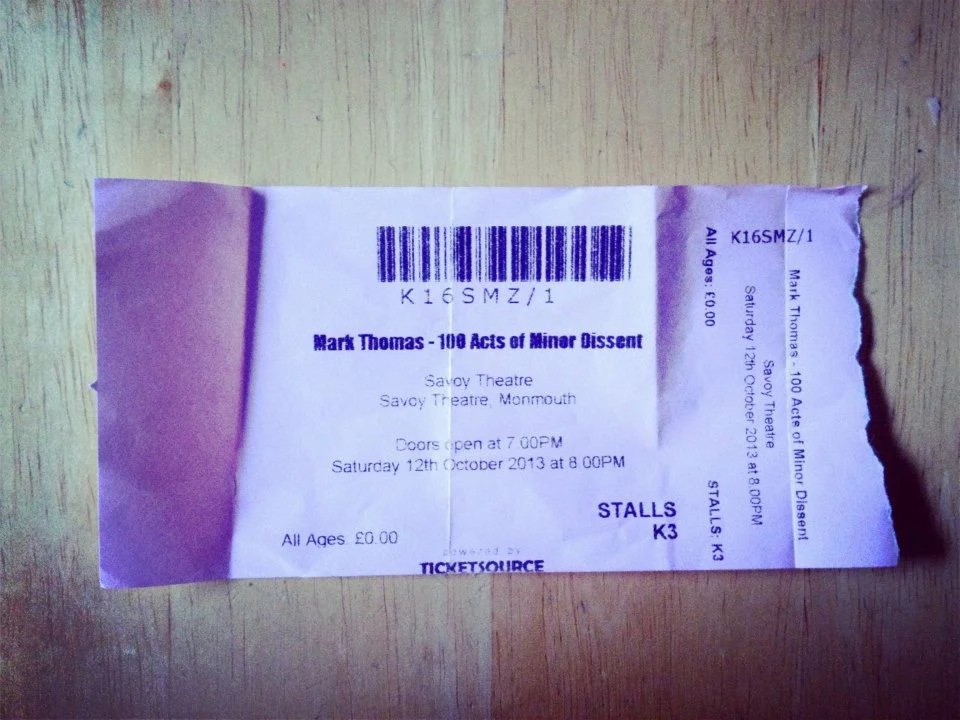 K16SMZ/1
Mark Thomas - 100 Acts of Minor Dissent
Savoy Theatre
Savoy Theatre, Monmouth
Doors open at 7:00PM
Saturday 12th October 2013 at 8:00PM
STALLS
K3
All Ages: £0.00
powered by
TICKETSOURCE
K16SMZ/1
Mark Thomas - 100 Acts of Minor Dissent
Savoy Theatre
Saturday 12th October 2013 at 8:00PM
All Ages: £0.00
STALLS: K3